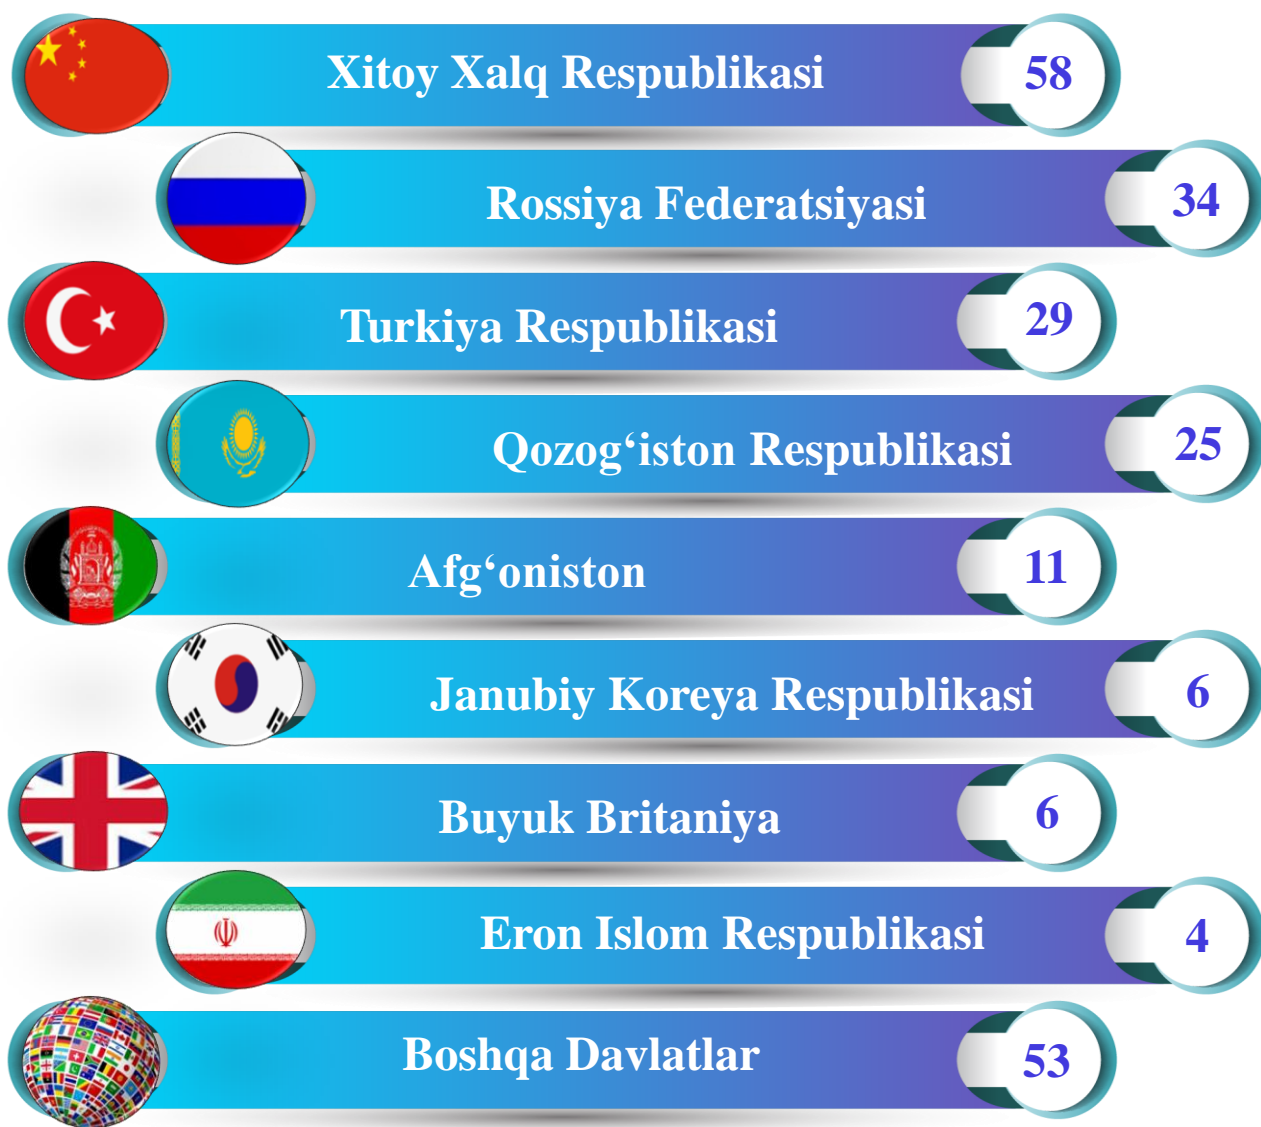 Xitoy Xalq Respublikasi 58
Rossiya Federatsiyasi 34
Turkiya Respublikasi 29
Qozog‘iston Respublikasi 25
Afg‘oniston 11
Janubiy Koreya Respublikasi 6
Buyuk Britaniya 6
Eron Islom Respublikasi 4
Boshqa Davlatlar 53